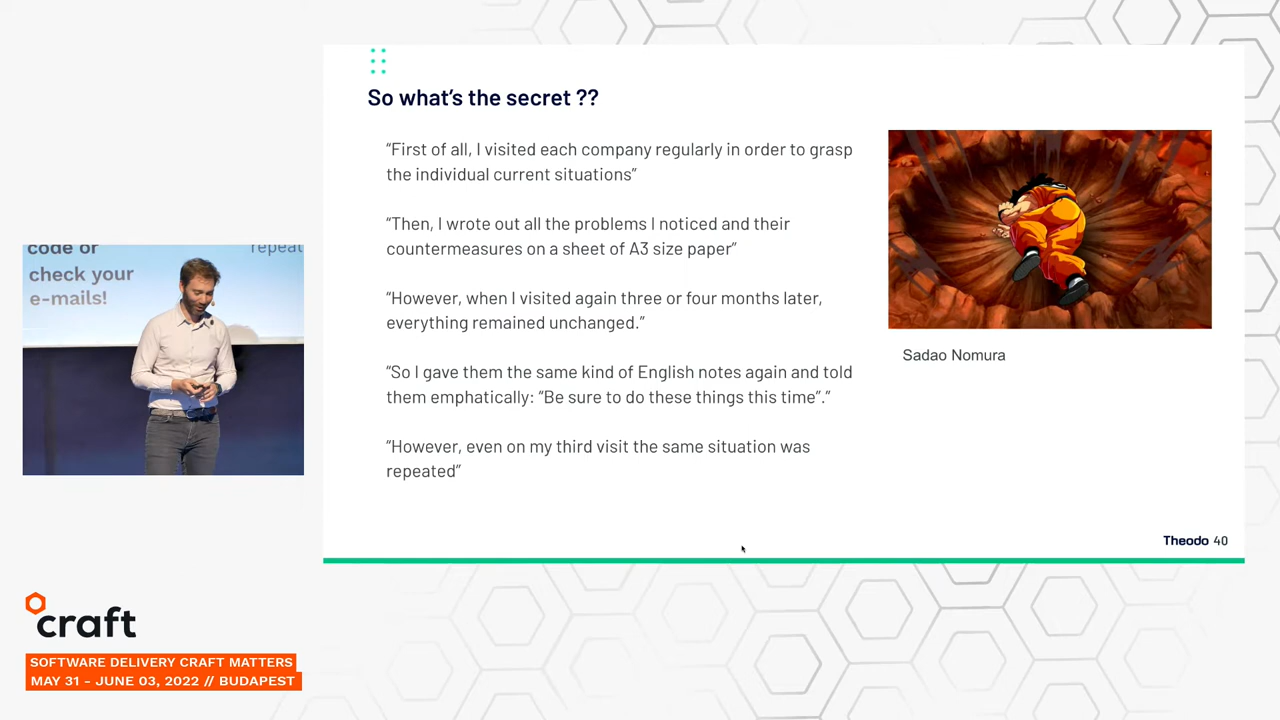 So what's the secret ??
“First of all, I visited each company regularly in order to grasp
the individual current situations”
“Then, I wrote out all the problems I noticed and their
countermeasures on a sheet of A3 size paper”
“However, when I visited again three or four months later,
everything remained unchanged.”
“So I gave them the same kind of English notes again and told
them emphatically: “Be sure to do these things this time”.”
“However, even on my third visit the same situation was
repeated”
Sadao Nomura
Theodo 40
code or
check your
e-mails!
repeat
craft
SOFTWARE DELIVERY CRAFT MATTERS
MAY 31 - JUNE 03, 2022 // BUDAPEST